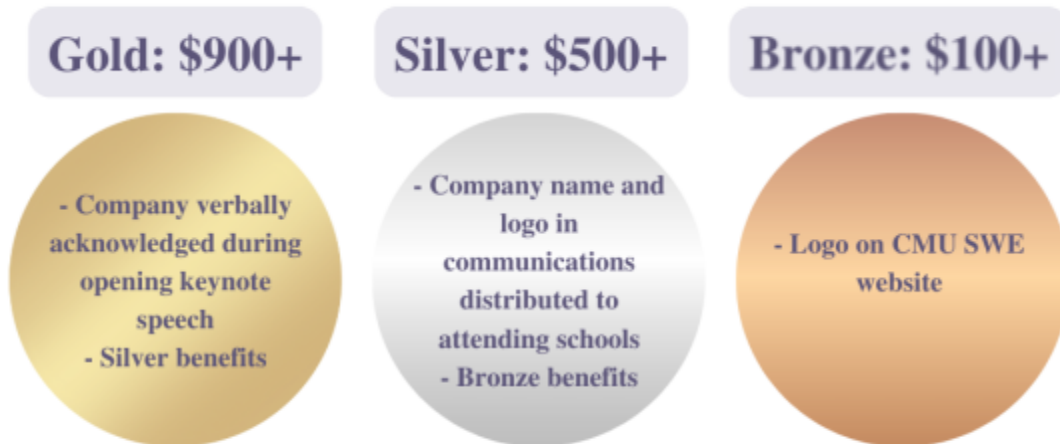 Gold: $900+
Silver: $500+
Bronze: $100+
- Company verbally
acknowledged during
opening keynote
speech
- Silver benefits
- Company name and
logo in
communications
distributed to
attending schools
- Bronze benefits
- Logo on CMU SWE
website